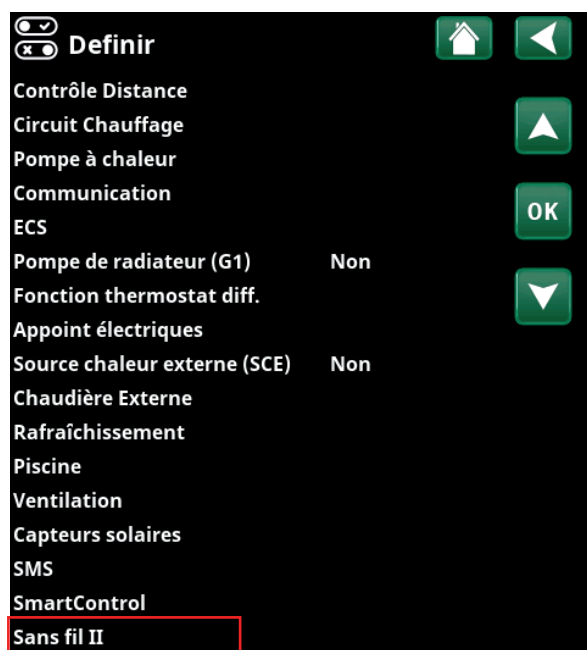 Definir
Contrôle Distance
Circuit Chauffage
Pompe à chaleur
Communication
OK
ECS
Pompe de radiateur (G1) Non
Fonction thermostat diff.
Appoint électriques
Source chaleur externe (SCE) Non
Chaudière Externe
Rafraîchissement
Piscine
Ventilation
Capteurs solaires
SMS
SmartControl
Sans fil II